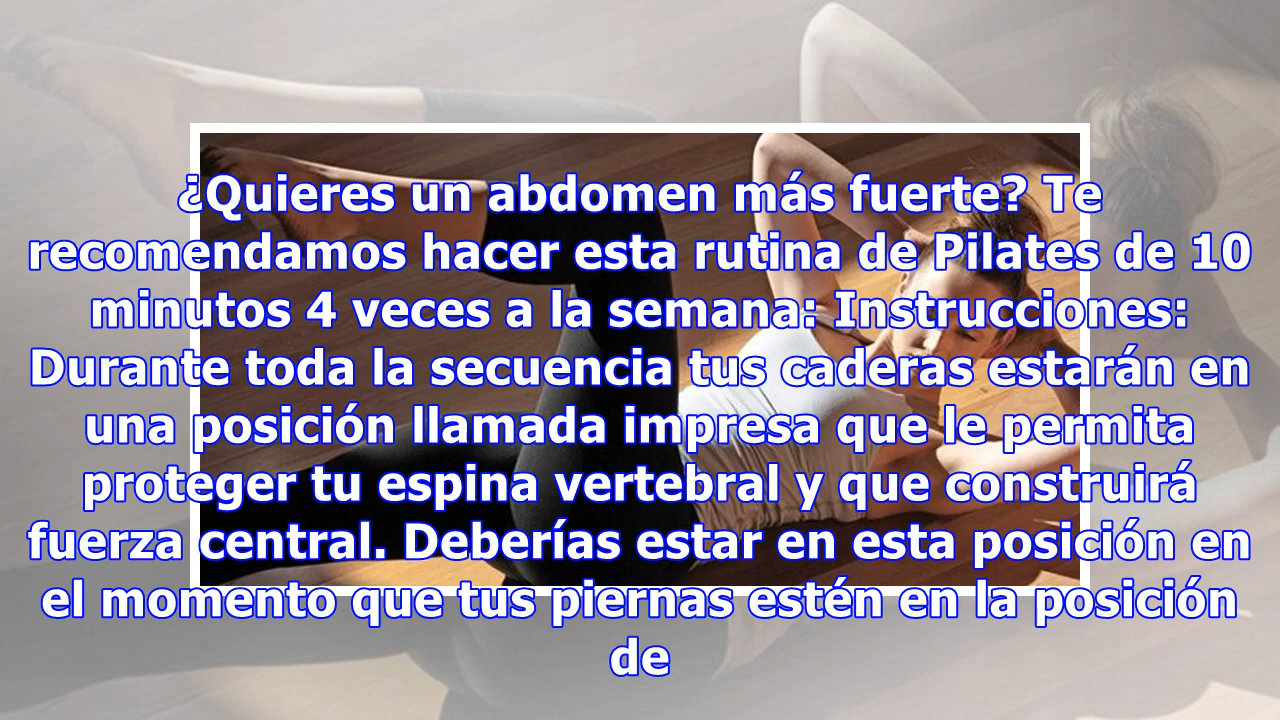 ¿Quieres un abdomen más fuerte? Te
recomendamos hacer esta rutina de Pilates de 10
minutos 4 veces a la semana: Instrucciones:
Durante toda la secuencia tus caderas estarán en
una posición llamada impresa que le permita
proteger tu espina vertebral y que construirá
fuerza central. Deberías estar en esta posición en
el momento que tus piernas estén en la posición
de